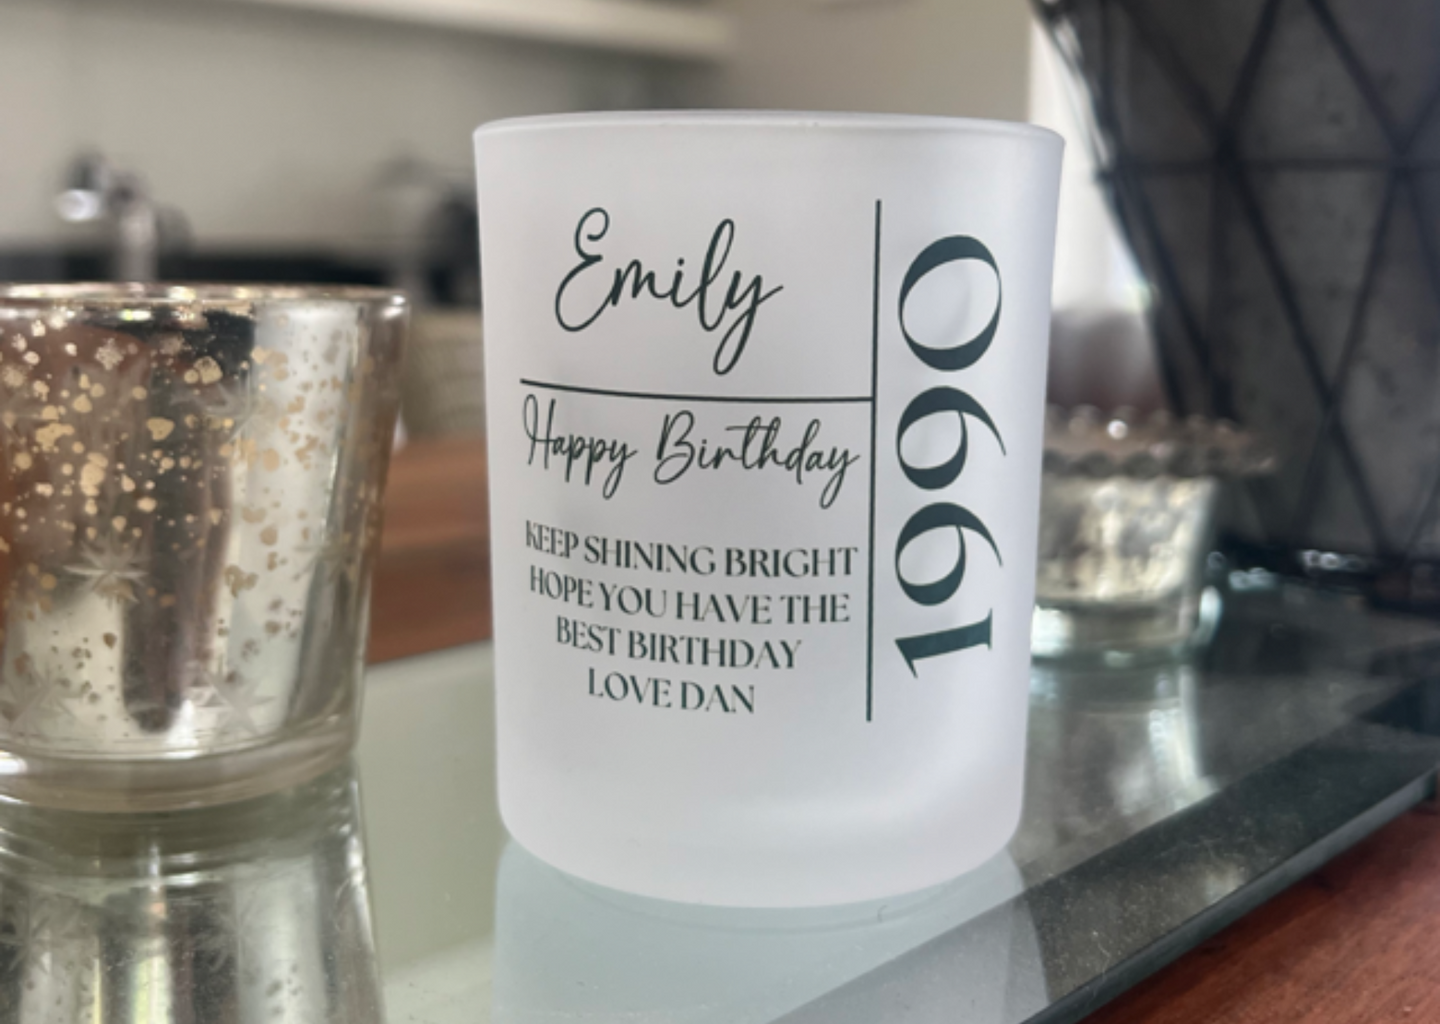 Emily
Happy Birthday
KEEP SHINING BRIGHT
HOPE YOU HAVE THE
BEST BIRTHDAY
LOVE DAN
1990